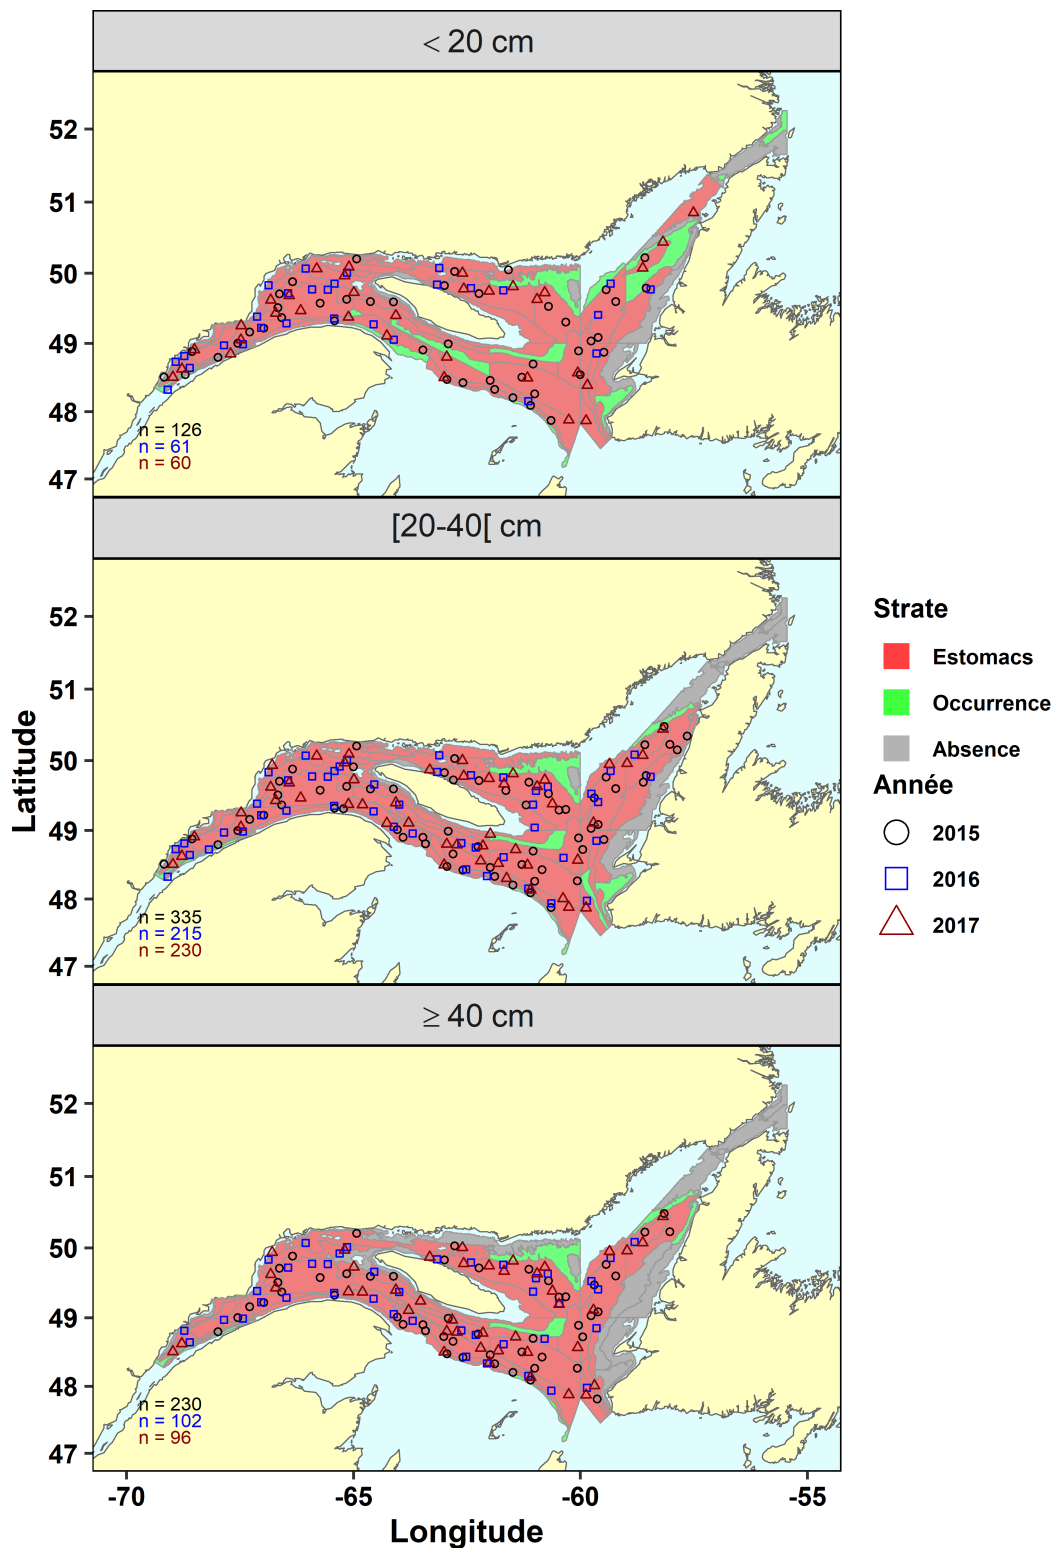 < 20 cm
52
51
50
49
48
47
n = 126
n = 61
n = 60
[20-40[ cm
52
51
50
49
48
47
n = 335
n = 215
n = 230
≥ 40 cm
52
51
50
49
48
47
n = 230
n = 102
n = 96
-70 -65 -60 -55
Longitude
Latitude
Strate
Estomacs
Occurrence
Absence
Année
2015
2016
2017